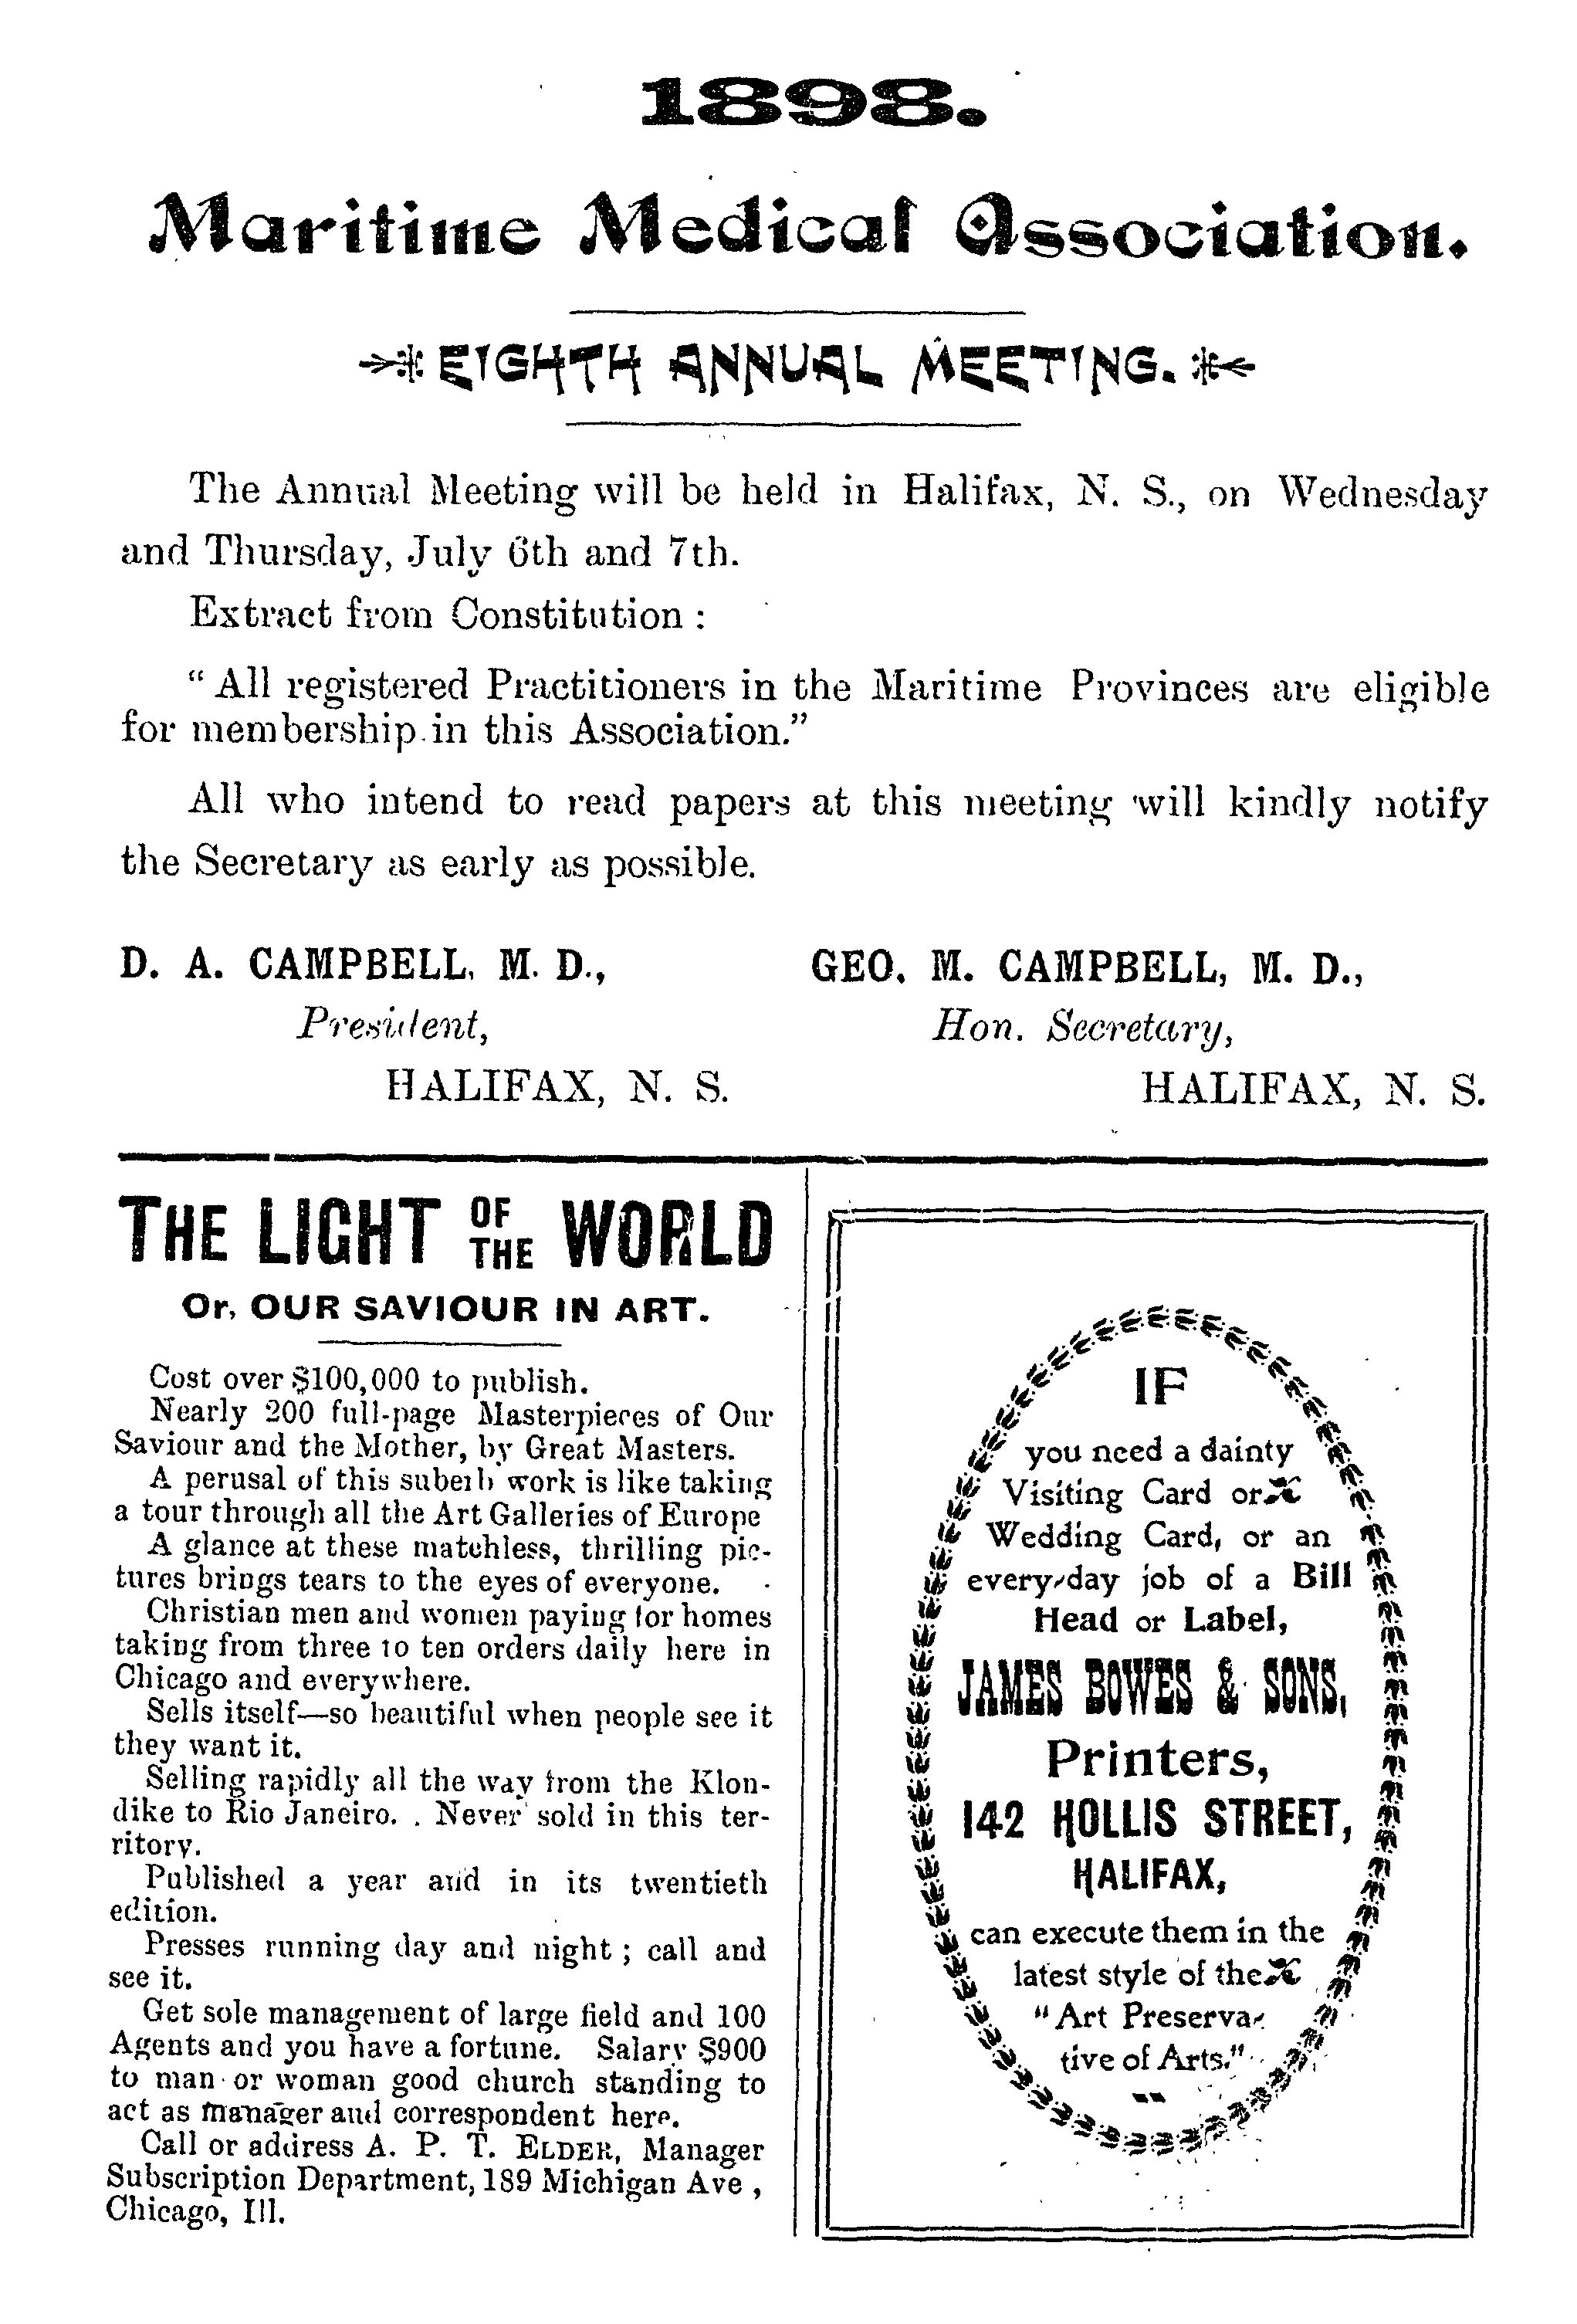 1898.
Maritime Medical Association.
EIGHTH ANNUAL MEETING.
The Annual Meeting will be held in Halifax, N. S., on Wednesday
and Thursday, July 6th and 7th.
Extract from Constitution :
“ All registered Practitioners in the Maritime Provinces are eligible
for membership in this Association.”
All who intend to read papers at this meeting will kindly notify
the Secretary as early as possible.
D. A. CAMPBELL, M. D.,
President,
HALIFAX, N. S.
GEO. M. CAMPBELL, M. D.,
Hon. Secretary,
HALIFAX, N. S.
THE LIGHT OF THE WORLD
Or, OUR SAVIOUR IN ART.
Cost over $100,000 to publish.
Nearly 200 full-page Masterpieces of Our
Saviour and the Mother, by Great Masters.
A perusal of this suberb work is like taking
a tour through all the Art Galleries of Europe
A glance at these matchless, thrilling pic-
tures brings tears to the eyes of everyone.
Christian men and women paying for homes
taking from three to ten orders daily here in
Chicago and everywhere.
Sells itself—so beautiful when people see it
they want it.
Selling rapidly all the way from the Klon-
dike to Rio Janeiro. . Never sold in this ter-
ritory.
Published a year and in its twentieth
edition.
Presses running day and night ; call and
see it.
Get sole management of large field and 100
Agents and you have a fortune. Salary $900
to man or woman good church standing to
act as manager and correspondent here.
Call or address A. P. T. ELDER, Manager
Subscription Department, 189 Michigan Ave ,
Chicago, Ill.
IF
you need a dainty
Visiting Card or
Wedding Card, or an
every-day job of a Bill
Head or Label,
JAMES BOWES & SONS,
Printers,
142 HOLLIS STREET,
HALIFAX,
can execute them in the
latest style of the
“ Art Preserva-
tive of Arts.”